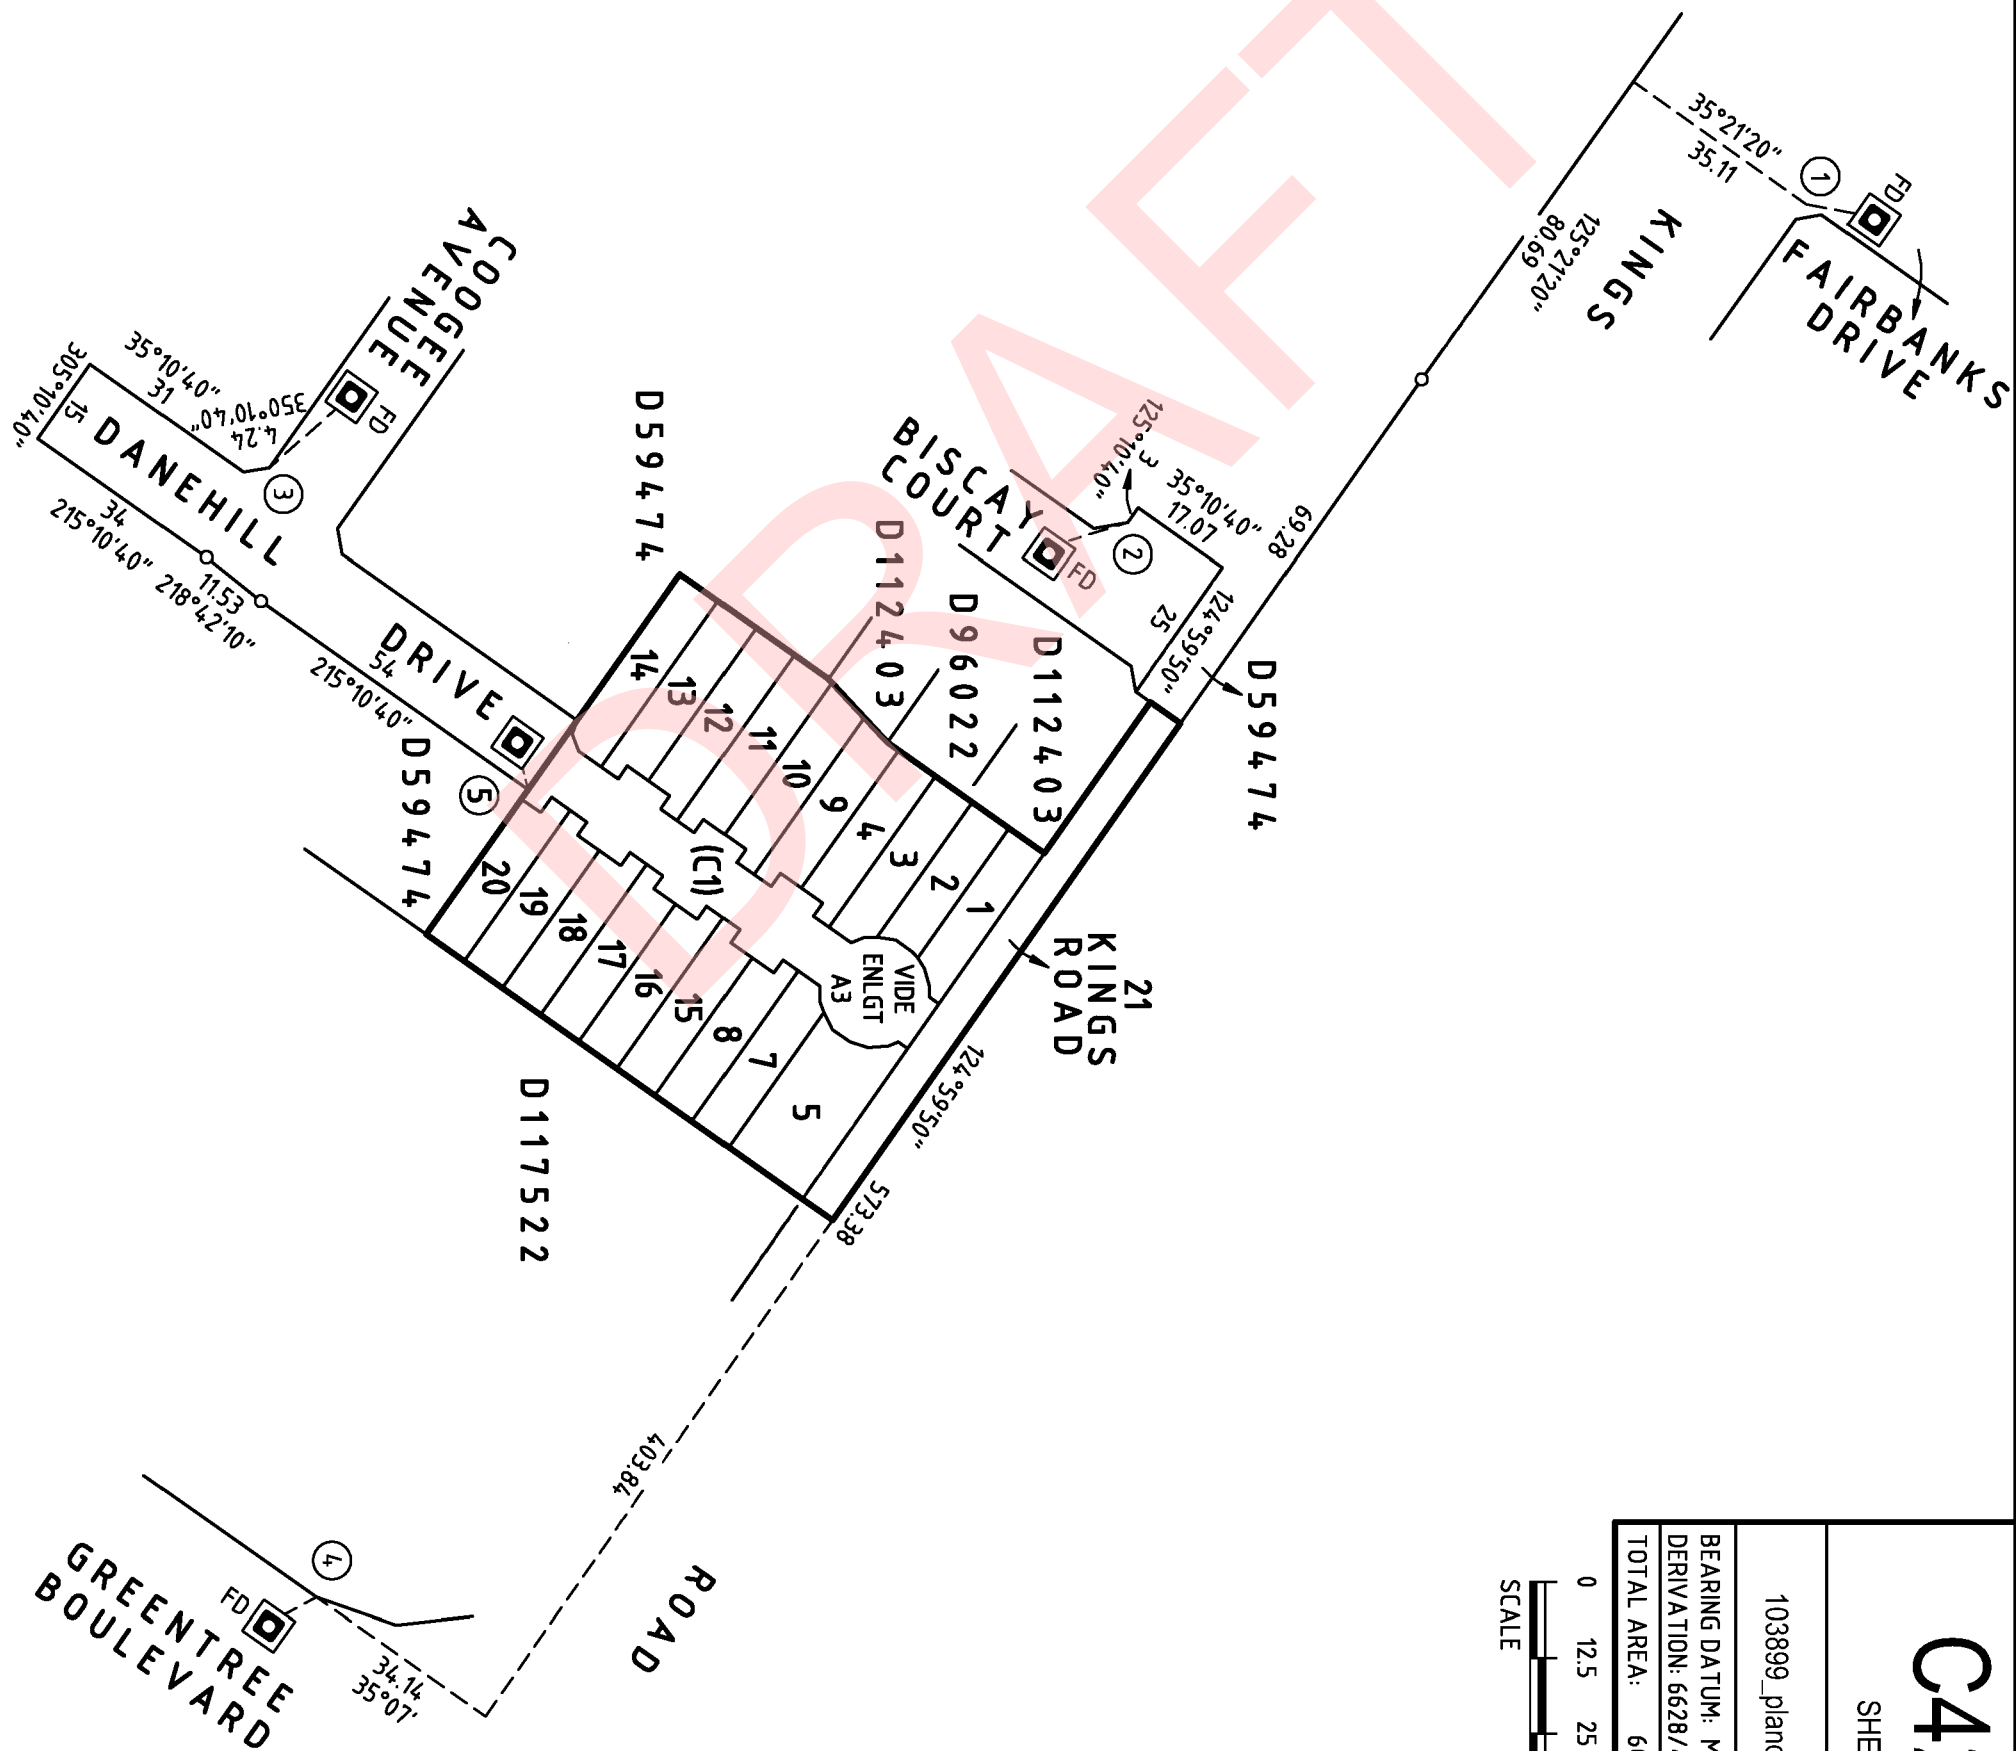 C4
SHE
103899_plan
BEARING DATUM: M
DERIVATION: 6628/
TOTAL AREA: 6
0 12.5 25
SCALE
DRAFT
FAIRBANKS
DRIVE
FD
1
35°21'20"
35.11
KINGS
125°21'20"
80.69
69.28
D59474
124°59'50"
25
35°10'40"
17.07
3
125°10'40"
2
FD
BISCAY
COURT
D112403
D96022
D112403
D59474
COOGEE
AVENUE
FD
3
350°10'40"
4.24
35°10'40"
31
305°10'40"
15
DANEHILL
DRIVE
34
215°10'40"
11.53
218°42'10"
54
215°10'40"
5
D59474
21
KINGS
ROAD
124°59'50"
573.38
1
2
3
4
9
10
11
12
13
14
(C1)
VIDE
ENLGT
A3
5
7
8
15
16
17
18
19
20
D117522
403.84
ROAD
34.14
35°07'
4
FD
GREENTREE
BOULEVARD